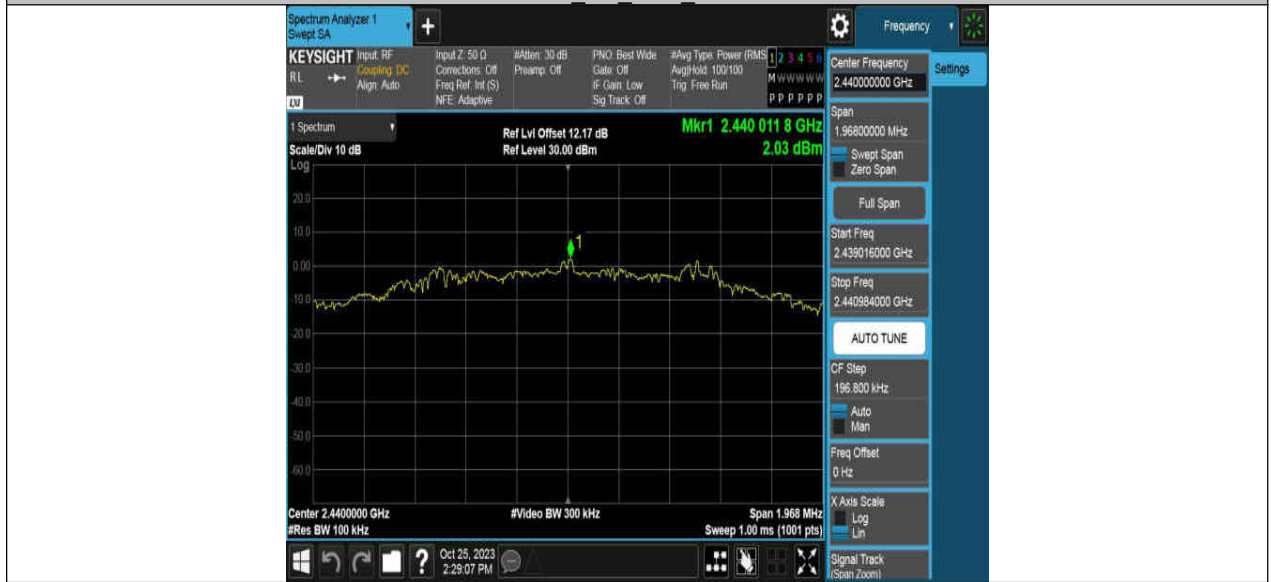 Spectrum Analyzer 1
Swept SA
+
Frequency
KEYSIGHT
RL
LXI
Input: RF
Coupling: DC
Align: Auto
Input Z: 50 Ω
Corrections: Off
Freq Ref: Int (S)
NFE: Adaptive
#Atten: 30 dB
Preamp: Off
PNO: Best Wide
Gate: Off
IF Gain: Low
Sig Track: Off
#Avg Type: Power (RMS
Avg|Hold: 100/100
Trig: Free Run
1 2 3 4 5 6
M W W W W W
P P P P P P
Center Frequency
2.440000000 GHz
Settings
Span
1.96800000 MHz
Swept Span
Zero Span
Full Span
Start Freq
2.439016000 GHz
Stop Freq
2.440984000 GHz
AUTO TUNE
CF Step
196.800 kHz
Auto
Man
Freq Offset
0 Hz
X Axis Scale
Log
Lin
Signal Track
(Span Zoom)
1 Spectrum
Scale/Div 10 dB
Log
Ref Lvl Offset 12.17 dB
Ref Level 30.00 dBm
Mkr1 2.440 011 8 GHz
2.03 dBm
20.0
10.0
0.00
-10.0
-20.0
-30.0
-40.0
-50.0
-60.0
1
Center 2.4400000 GHz
#Res BW 100 kHz
#Video BW 300 kHz
Span 1.968 MHz
Sweep 1.00 ms (1001 pts)
?
Oct 25, 2023
2:29:07 PM